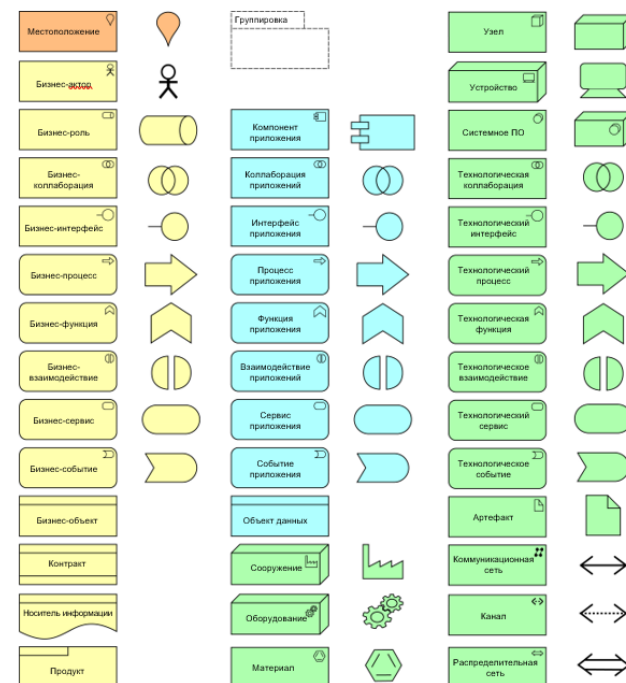 Местоположение
Группировка
Узел
Бизнес-актор
Устройство
Бизнес-роль
Компонент
приложения
Системное ПО
Бизнес-
коллаборация
Коллаборация
приложений
Технологическая
коллаборация
Бизнес-интерфейс
Интерфейс
приложения
Технологический
интерфейс
Бизнес-процесс
Процесс
приложения
Технологический
процесс
Бизнес-функция
Функция
приложения
Технологическая
функция
Бизнес-
взаимодействие
Взаимодействие
приложений
Технологическое
взаимодействие
Бизнес-сервис
Сервис
приложения
Технологический
сервис
Бизнес-событие
Событие
приложения
Технологическое
событие
Бизнес-объект
Объект данных
Артефакт
Контракт
Сооружение
Коммуникационная
сеть
Носитель информации
Оборудование
Канал
Продукт
Материал
Распределительная
сеть